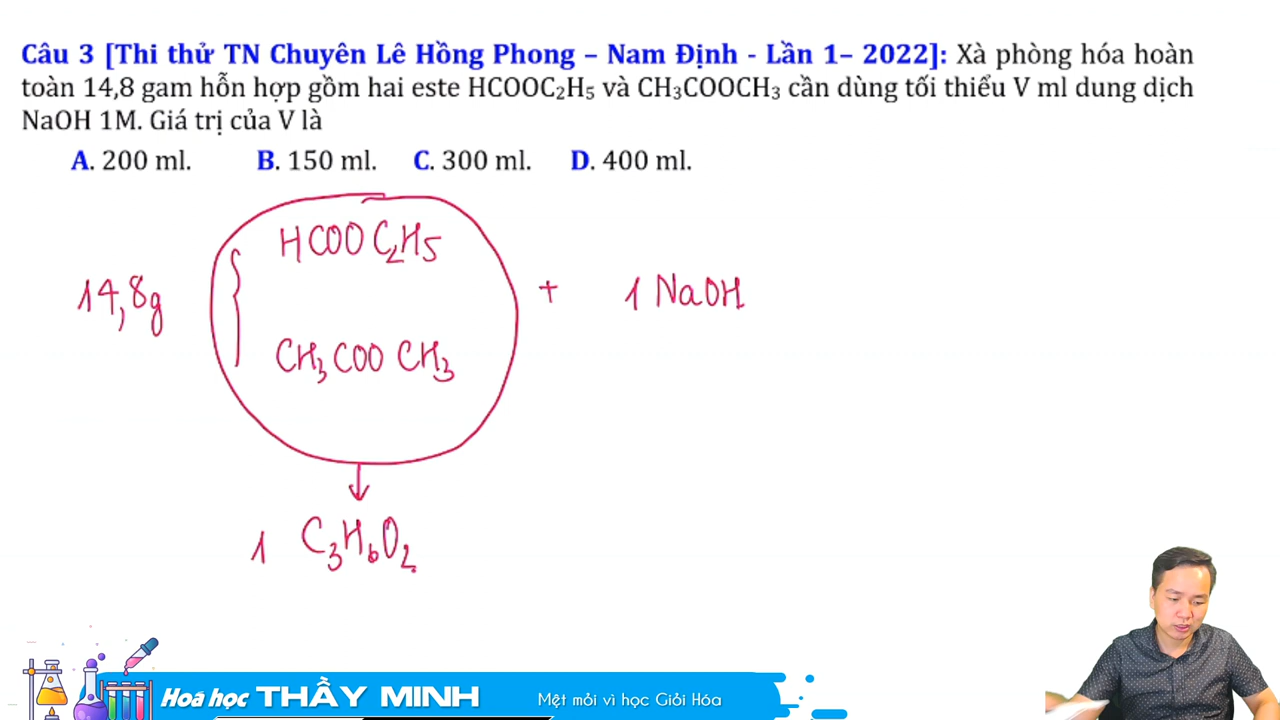 Câu 3 [Thi thử TN Chuyên Lê Hồng Phong – Nam Định - Lần 1– 2022]: Xà phòng hóa hoàn
toàn 14,8 gam hỗn hợp gồm hai este HCOOC₂H₅ và CH₃COOCH₃ cần dùng tối thiểu V ml dung dịch
NaOH 1M. Giá trị của V là
A. 200 ml. B. 150 ml. C. 300 ml. D. 400 ml.
HCOOC₂H₅
14,8g + 1 NaOH
CH₃COOCH₃
1 C₃H₆O₂
Hoá học THẦY MINH Mệt mỏi vì học Giỏi Hóa